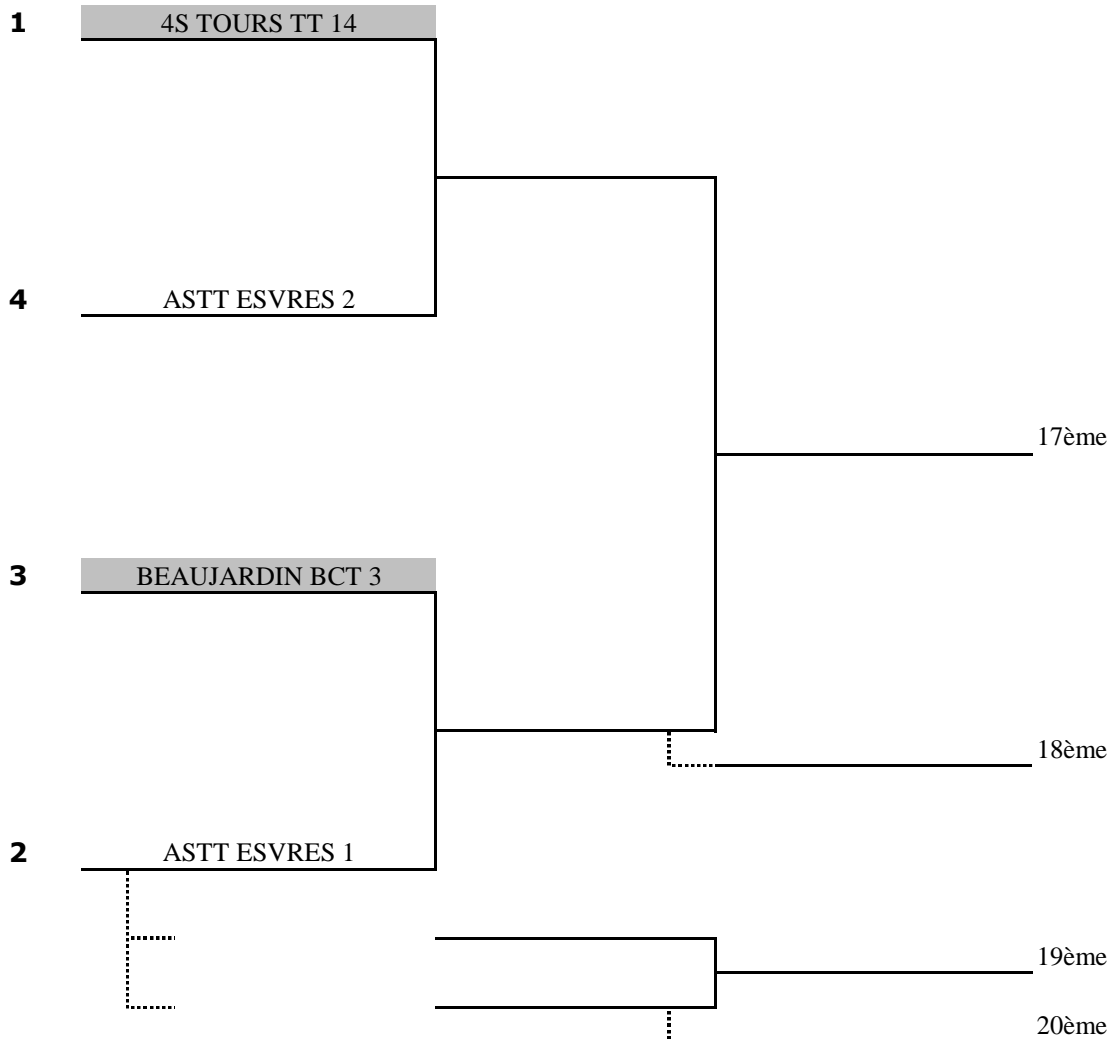 1 4S TOURS TT 14
4 ASTT ESVRES 2
17ème
3 BEAUJARDIN BCT 3
18ème
2 ASTT ESVRES 1
19ème
20ème